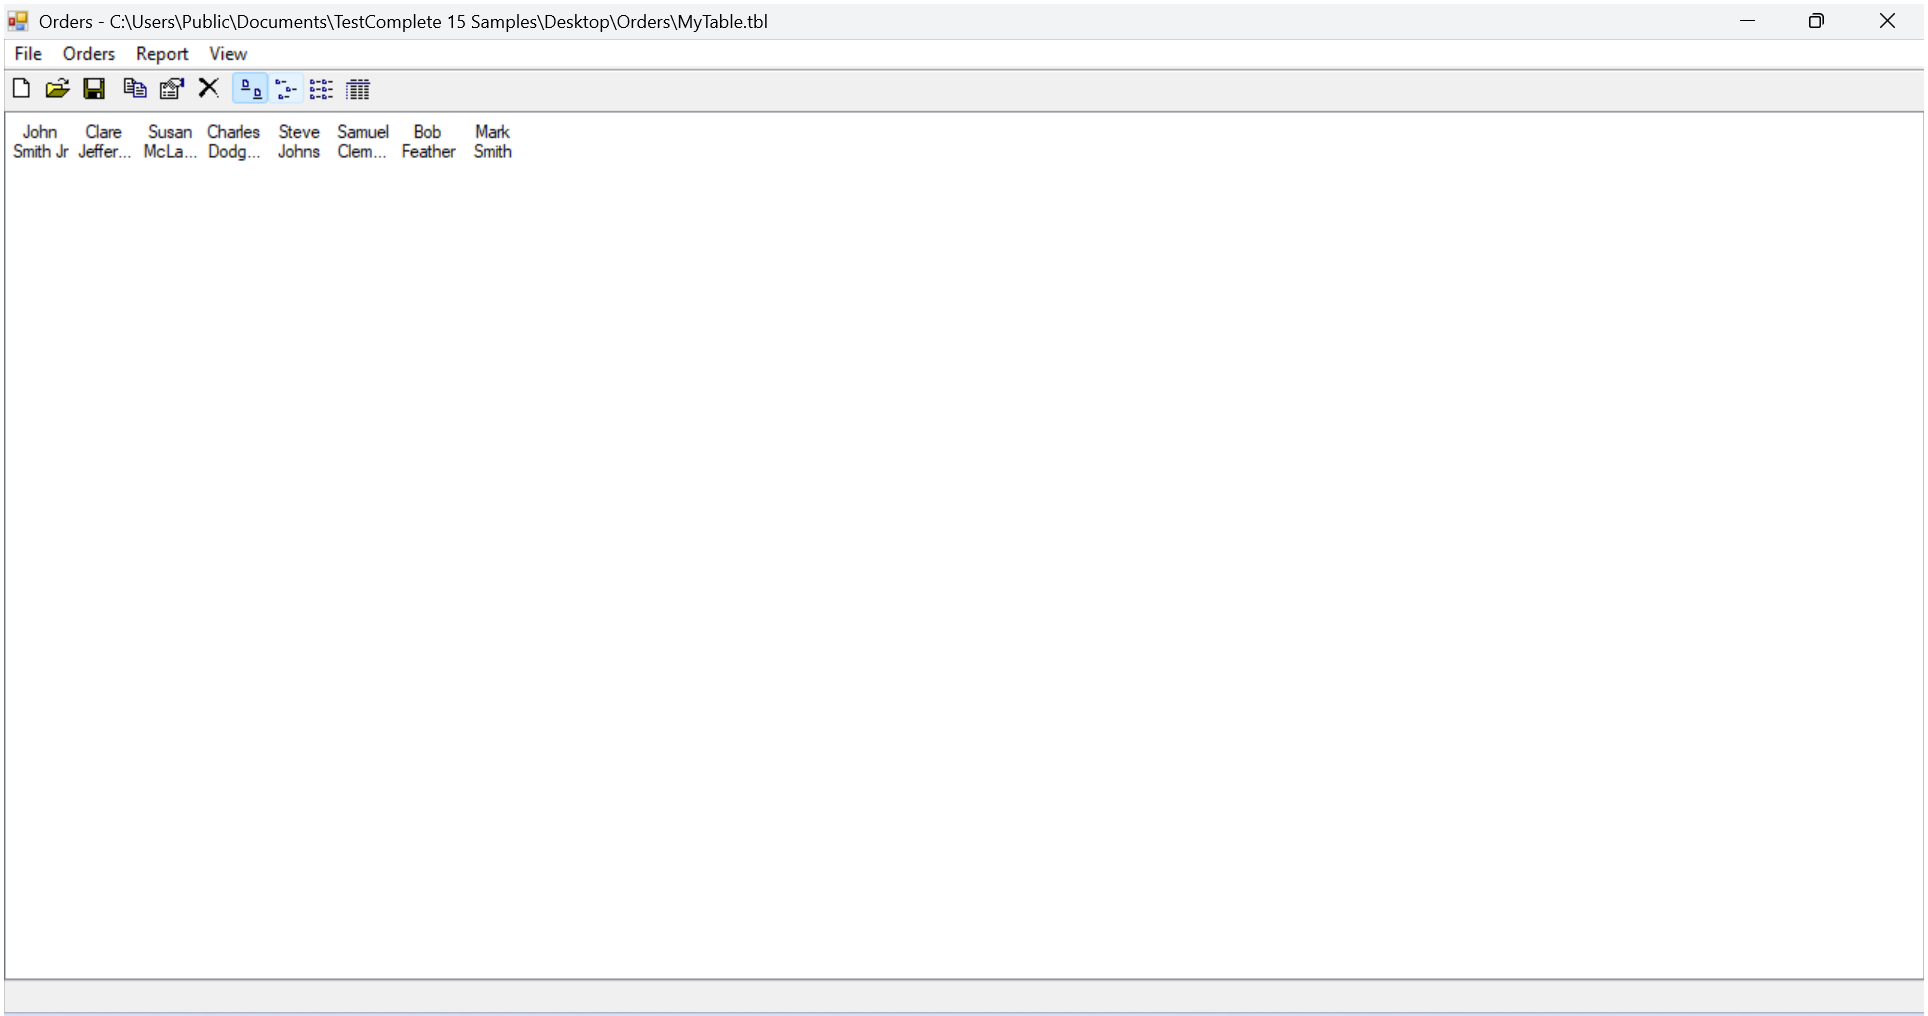 Orders - C:\Users\Public\Documents\TestComplete 15 Samples\Desktop\Orders\MyTable.tbl
File Orders Report View
John Clare Susan Charles Steve Samuel Bob Mark
Smith Jr Jeffer... McLa... Dodg... Johns Clem... Feather Smith